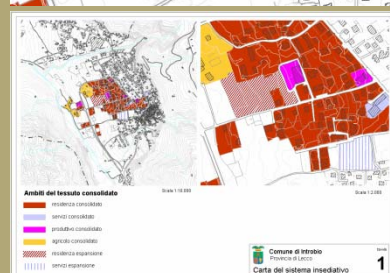 Scala 1:10.000
Scala 1:2.000
Ambiti del tessuto consolidato
residenza consolidato
servizi consolidato
produttivo consolidato
agricolo consolidato
residenza espansione
servizi espansione
Comune di Introbio
Provincia di Lecco
1
Carta del sistema insediativo